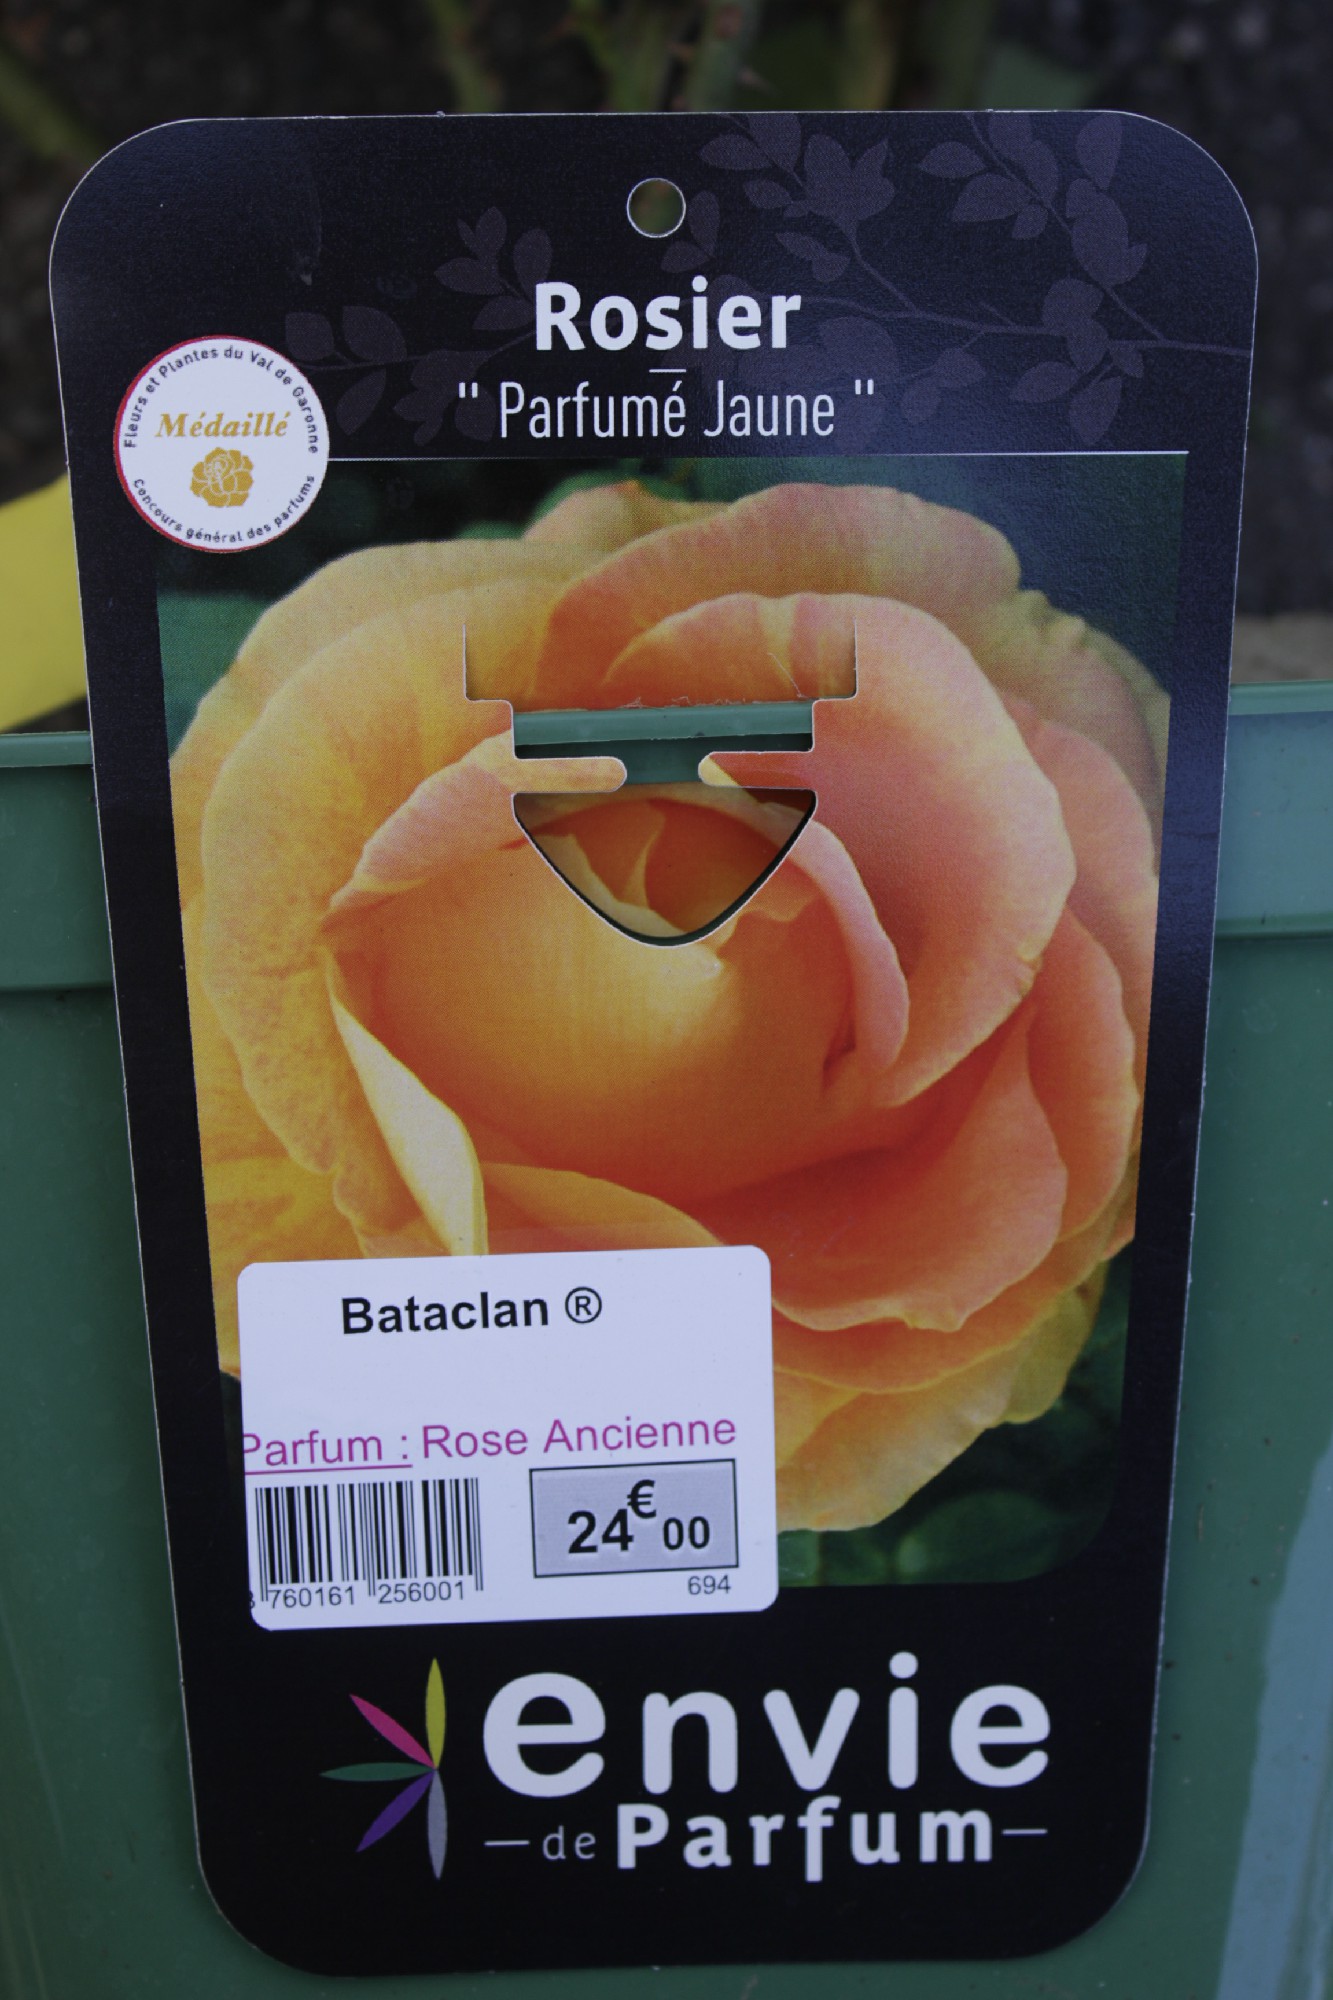 Rosier
" Parfumé Jaune "
Fleurs et Plantes du Val de Garonne
Médaillé
Concours général des parfums
Bataclan ®
Parfum : Rose Ancienne
24€00
3 760161 256001
694
envie
de Parfum